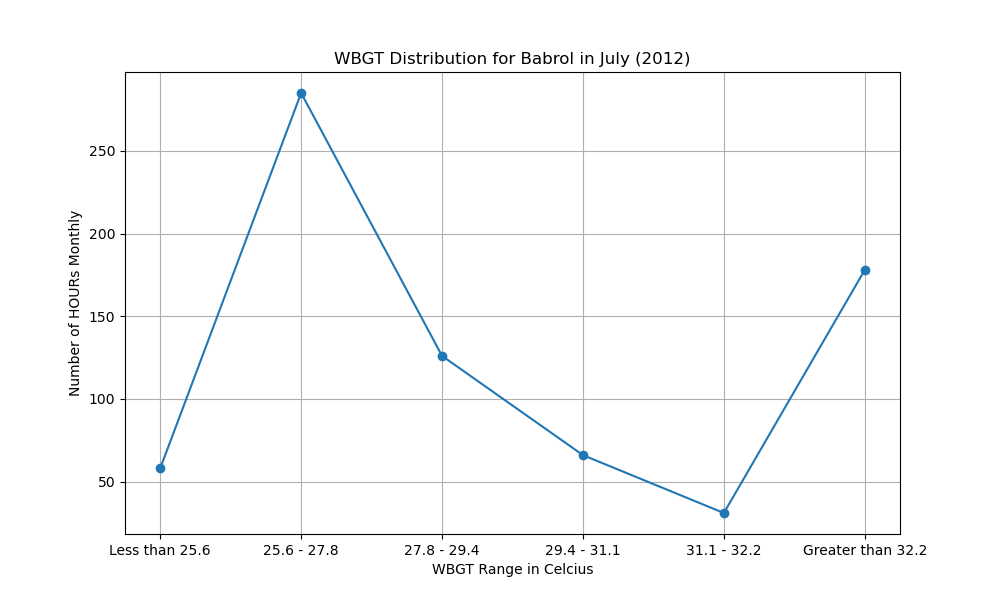 WBGT Distribution for Babrol in July (2012)
Number of HOURs Monthly
250
200
150
100
50
Less than 25.6
25.6 - 27.8
27.8 - 29.4
29.4 - 31.1
31.1 - 32.2
Greater than 32.2
WBGT Range in Celcius